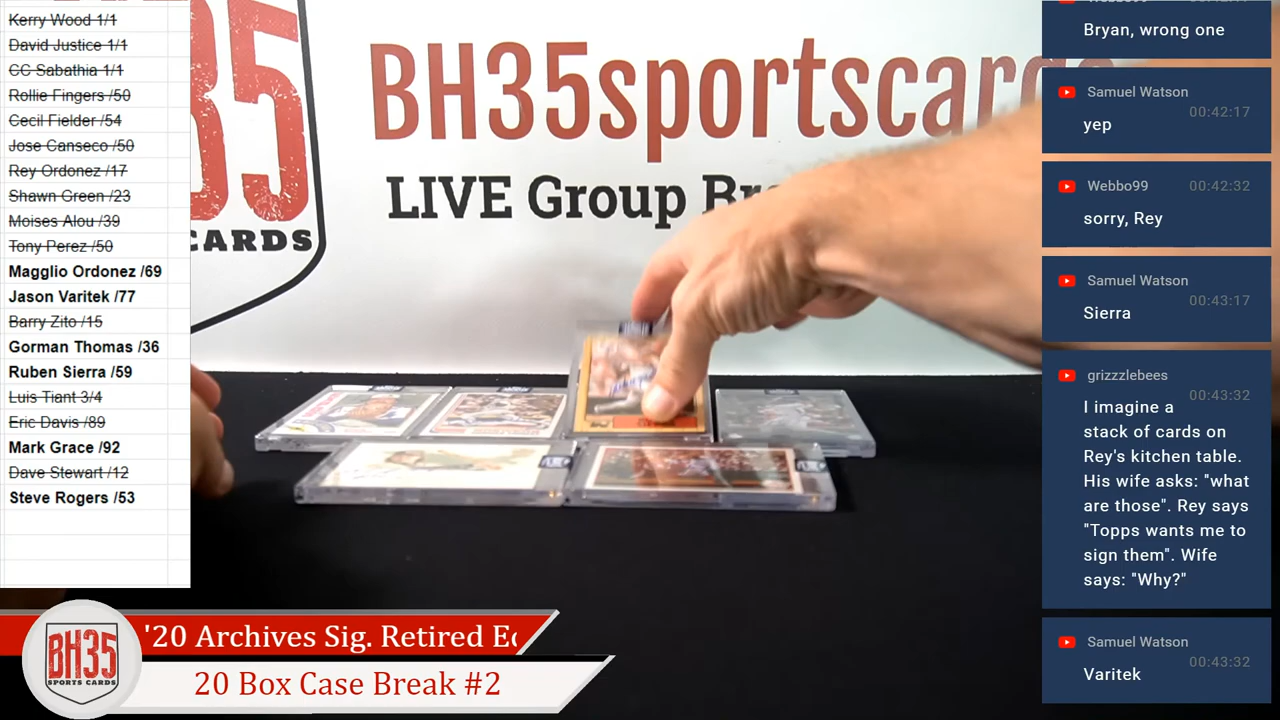 Kerry Wood 1/1
David Justice 1/1
CC Sabathia 1/1
Rollie Fingers /50
Cecil Fielder /54
Jose Canseco /50
Rey Ordonez /17
Shawn Green /23
Moises Alou /39
Tony Perez /50
Magglio Ordonez /69
Jason Varitek /77
Barry Zito /15
Gorman Thomas /36
Ruben Sierra /59
Luis Tiant 3/4
Eric Davis /89
Mark Grace /92
Dave Stewart /12
Steve Rogers /53
35
CARDS
BH35sportscard
LIVE Group
Bryan, wrong one
Samuel Watson
00:42:17
yep
Webbo99
00:42:32
sorry, Rey
Samuel Watson
00:43:17
Sierra
grizzzlebees
00:43:32
I imagine a
stack of cards on
Rey's kitchen table.
His wife asks: "what
are those". Rey says
"Topps wants me to
sign them". Wife
says: "Why?"
Samuel Watson
00:43:32
Varitek
BH35
SPORTS CARDS
'20 Archives Sig. Retired
20 Box Case Break #2